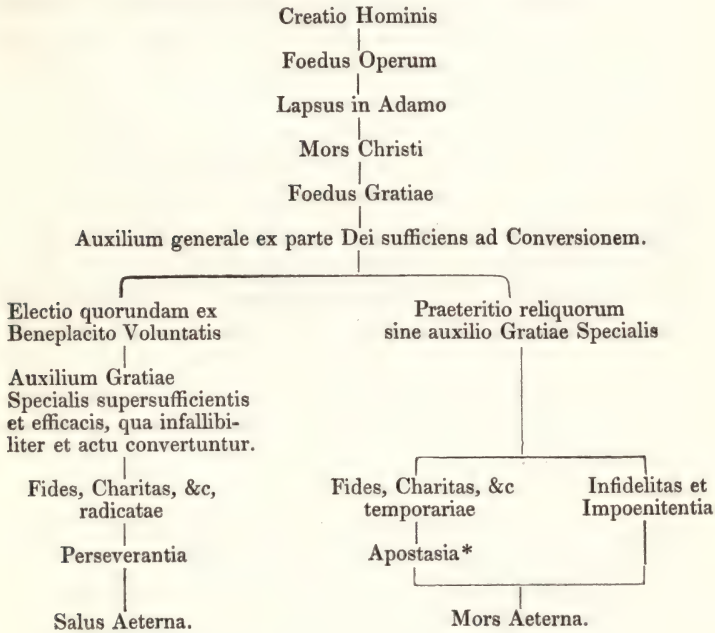 Creatio Hominis
Foedus Operum
Lapsus in Adamo
Mors Christi
Foedus Gratiae
Auxilium generale ex parte Dei sufficiens ad Conversionem.
Electio quorundam ex
Beneplacito Voluntatis
Auxilium Gratiae
Specialis supersufficientis
et efficacis, qua infallibi-
liter et actu convertuntur.
Fides, Charitas, &c,
radicatae
Perseverantia
Salus Aeterna.
Praeteritio reliquorum
sine auxilio Gratiae Specialis
Fides, Charitas, &c
temporariae
Apostasia*
Infidelitas et
Impoenitentia
Mors Aeterna.